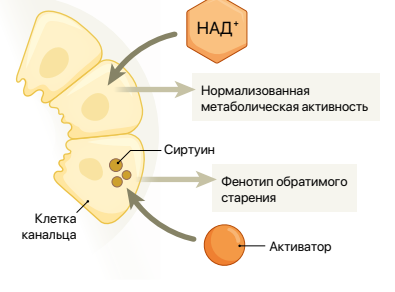 НАД+
Нормализованная
метаболическая активность
Сиртуин
Фенотип обратимого
старения
Клетка
канальца
Активатор